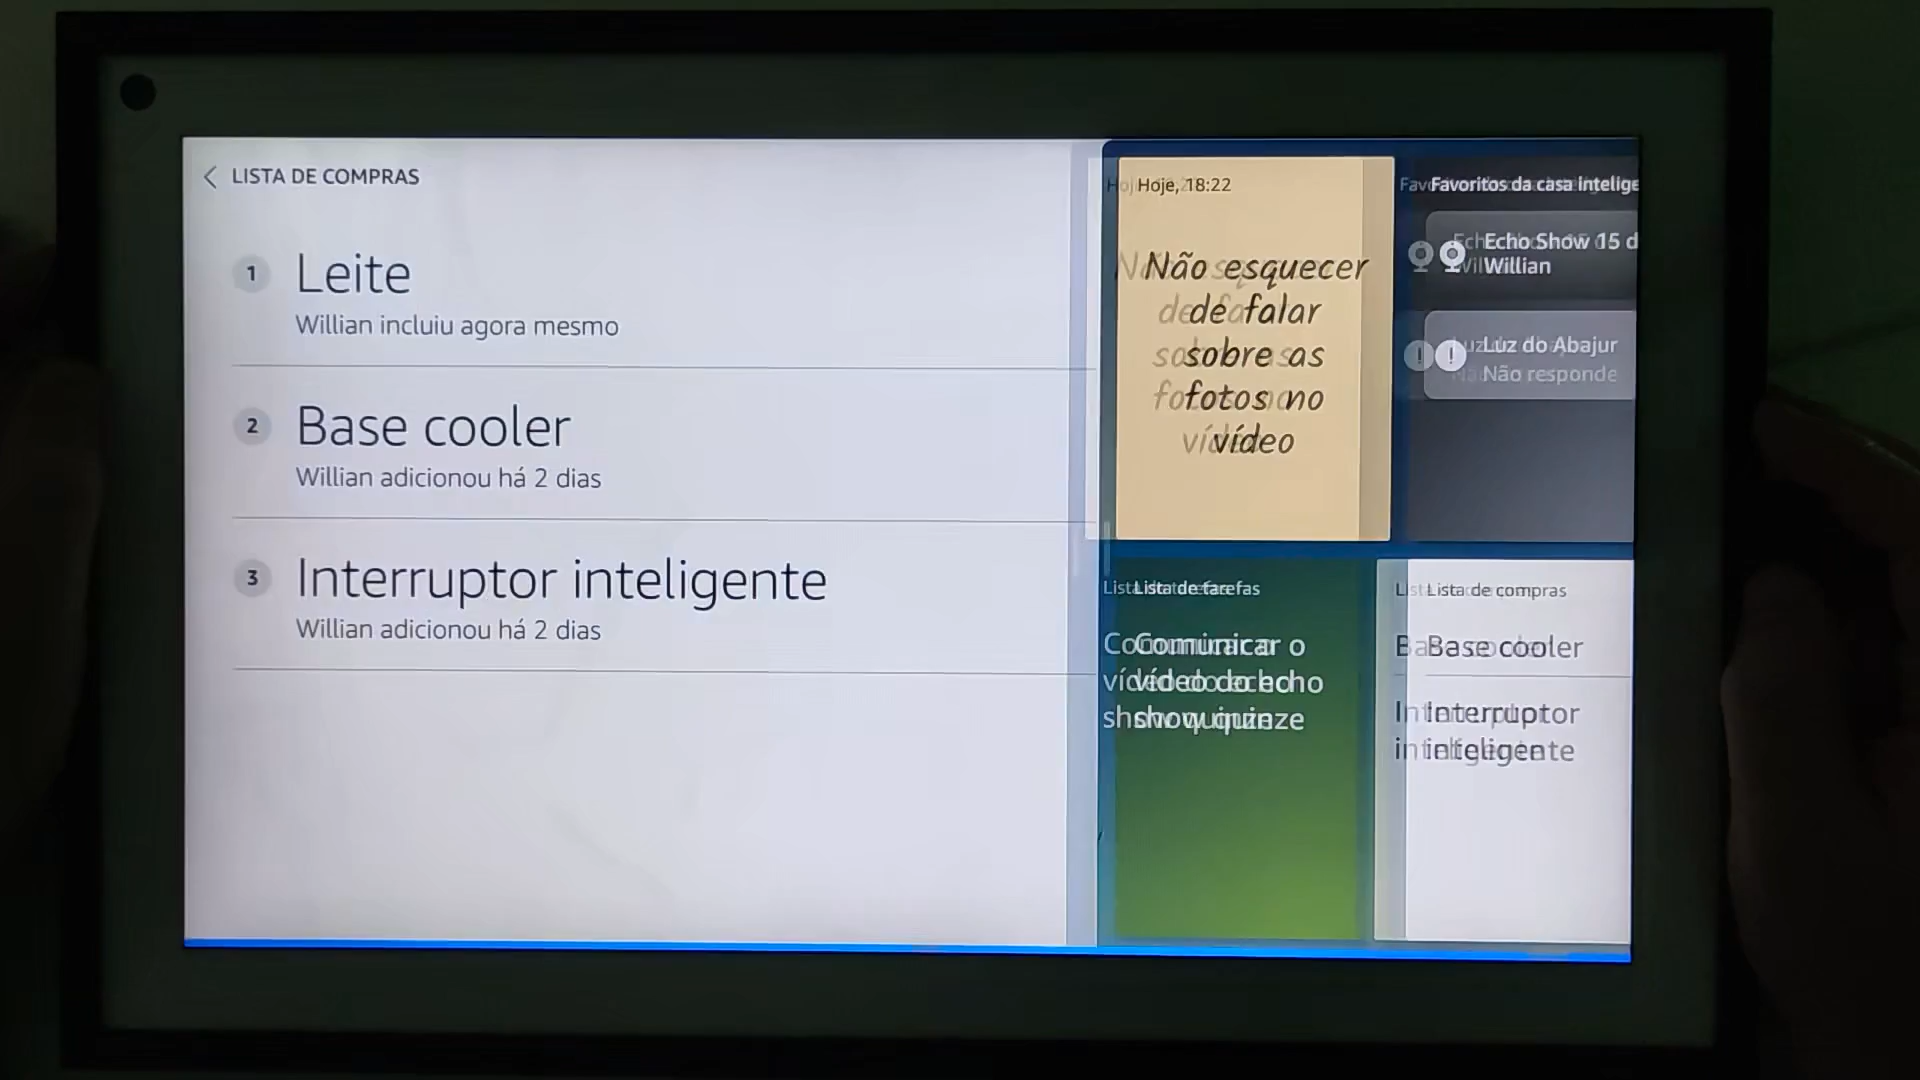 LISTA DE COMPRAS
1 Leite
Willian incluiu agora mesmo
2 Base cooler
Willian adicionou há 2 dias
3 Interruptor inteligente
Willian adicionou há 2 dias
Hoje, 18:22
Não esquecer
de falar
sobre as
fotos no
vídeo
Favoritos da casa intelige
Echo Show 15 d
Willian
Luz do Abajur
Não responde
Lista de tarefas
Comunicar o
vídeo do echo
show quinze
Lista de compras
Base cooler
Interruptor
inteligente